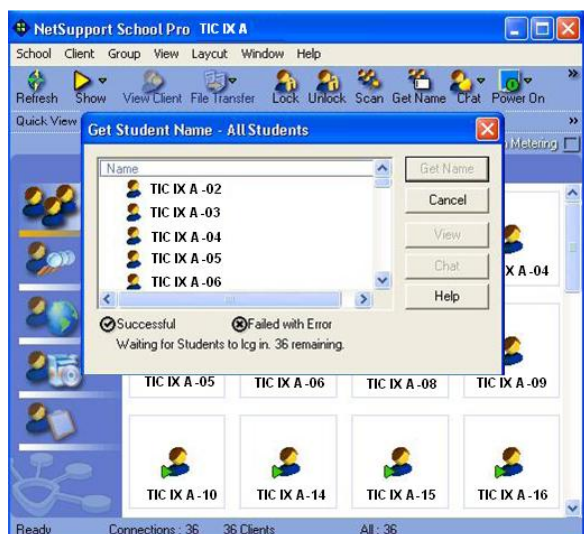 NetSupport School Pro TIC IX A
School Client Group View Laycut Window Help
Refresh Show View Client File Transfer Lock Unlock Scan Get Name Chat Power On
Quick View
Metering
Get Student Name - All Students
Name
TIC IX A -02
TIC IX A -03
TIC IX A -04
TIC IX A -05
TIC IX A -06
Get Name
Cancel
View
Chat
Help
Successful Failed with Error
Waiting for Students to lcg in. 36 remaining.
X A -04
TIC IX A -05 TIC IX A -06 TIC IX A -08 TIC IX A -09
TIC IX A -10 TIC IX A -14 TIC IX A -15 TIC IX A -16
Ready Connections : 36 36 Clients All : 36